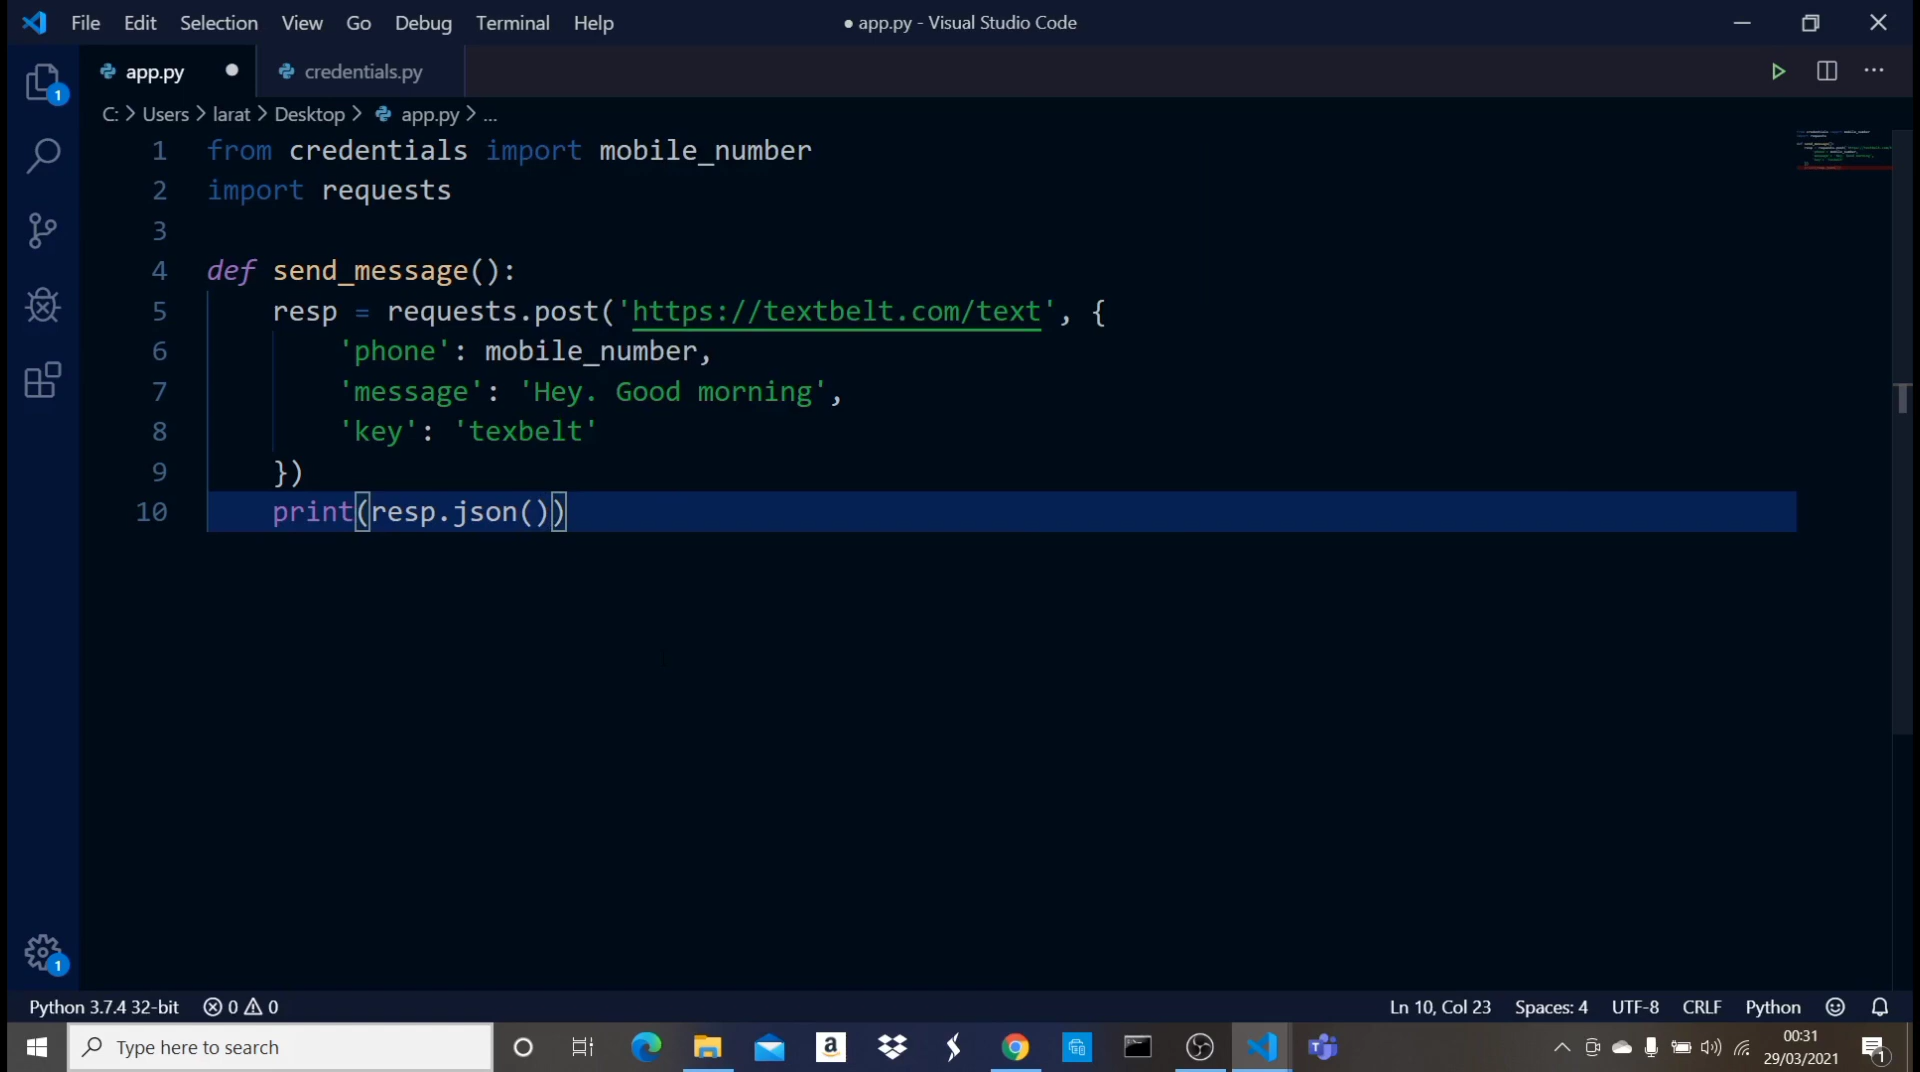 File Edit Selection View Go Debug Terminal Help ● app.py - Visual Studio Code
app.py ● credentials.py
C: > Users > larat > Desktop > app.py > ...
1 from credentials import mobile_number
2 import requests
3
4 def send_message():
5     resp = requests.post('https://textbelt.com/text', {
6         'phone': mobile_number,
7         'message': 'Hey. Good morning',
8         'key': 'texbelt'
9     })
10     print(resp.json())
1
1
Python 3.7.4 32-bit 0 0 Ln 10, Col 23 Spaces: 4 UTF-8 CRLF Python
Type here to search
00:31
29/03/2021
1